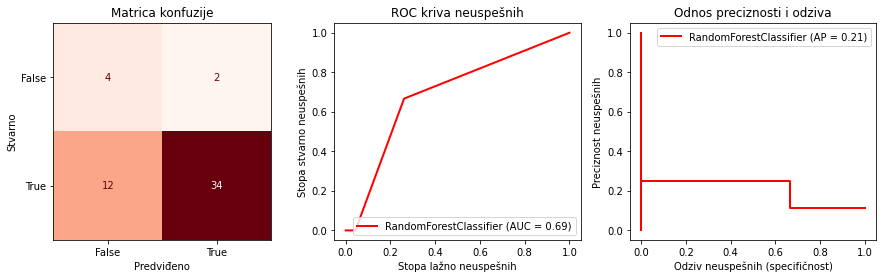 Matrica konfuzije
False
True
Stvarno
4
2
12
34
False
True
Predviđeno
ROC kriva neuspešnih
Stopa stvarno neuspešnih
1.0
0.8
0.6
0.4
0.2
0.0
RandomForestClassifier (AUC = 0.69)
0.0
0.2
0.4
0.6
0.8
1.0
Stopa lažno neuspešnih
Odnos preciznosti i odziva
Preciznost neuspešnih
1.0
0.8
0.6
0.4
0.2
0.0
RandomForestClassifier (AP = 0.21)
0.0
0.2
0.4
0.6
0.8
1.0
Odziv neuspešnih (specifičnost)